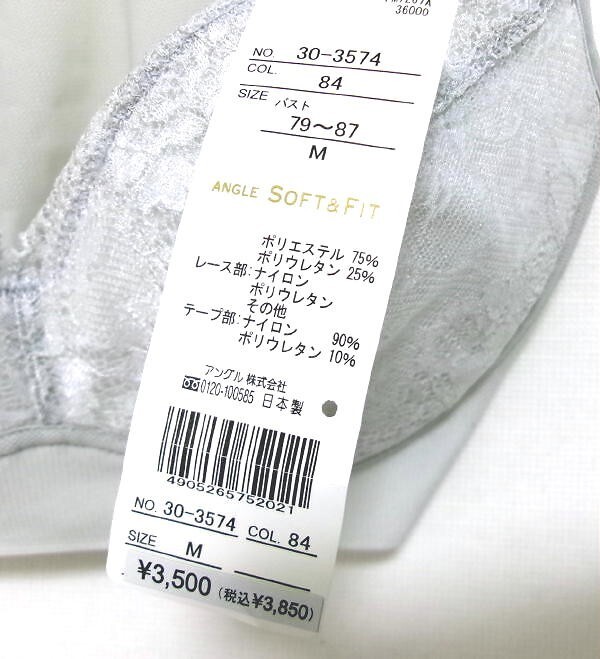 36000
NO. 30-3574
COL. 84
SIZE バスト
79～87
M
ANGLE SOFT&FIT
ポリエステル 75%
ポリウレタン 25%
レース部:ナイロン
ポリウレタン
その他
テープ部:ナイロン 90%
ポリウレタン 10%
アングル 株式会社
0120-100585 日本製
4905265752021
NO. 30-3574 COL. 84
SIZE M
¥3,500 (税込¥3,850)